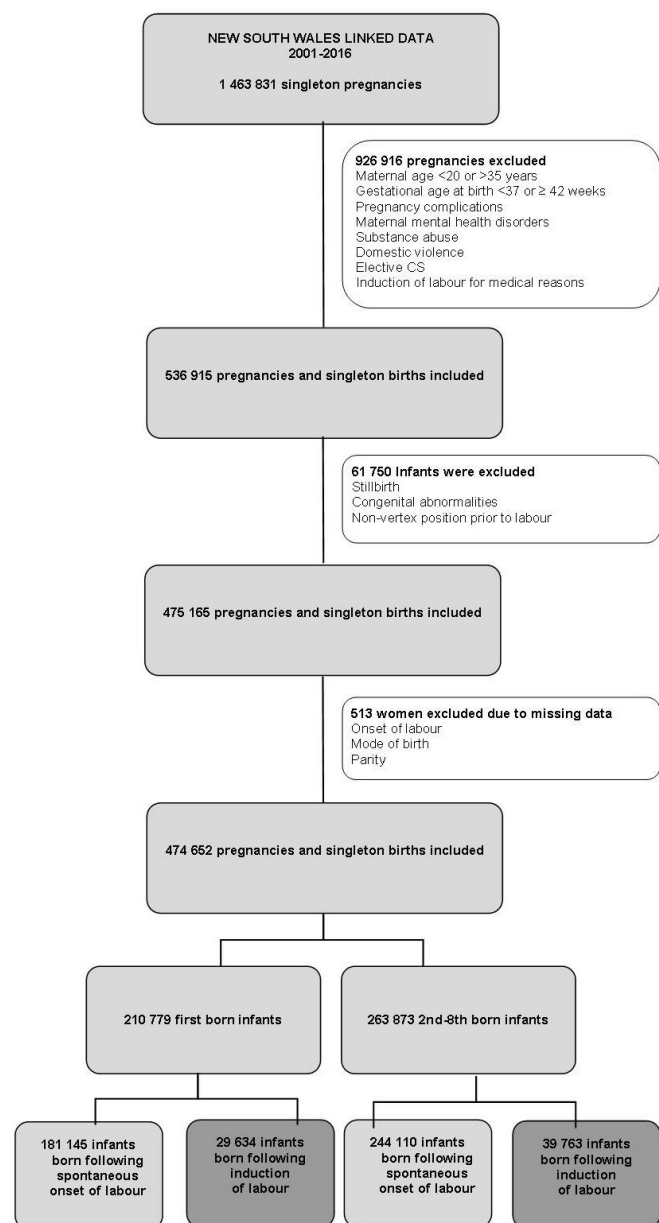 NEW SOUTH WALES LINKED DATA
2001-2016
1 463 831 singleton pregnancies
926 916 pregnancies excluded
Maternal age <20 or >35 years
Gestational age at birth <37 or ≥ 42 weeks
Pregnancy complications
Maternal mental health disorders
Substance abuse
Domestic violence
Elective CS
Induction of labour for medical reasons
536 915 pregnancies and singleton births included
61 750 Infants were excluded
Stillbirth
Congenital abnormalities
Non-vertex position prior to labour
475 165 pregnancies and singleton births included
513 women excluded due to missing data
Onset of labour
Mode of birth
Parity
474 652 pregnancies and singleton births included
210 779 first born infants
263 873 2nd-8th born infants
181 145 infants
born following
spontaneous
onset of labour
29 634 infants
born following
induction
of labour
244 110 infants
born following
spontaneous
onset of labour
39 763 infants
born following
induction
of labour